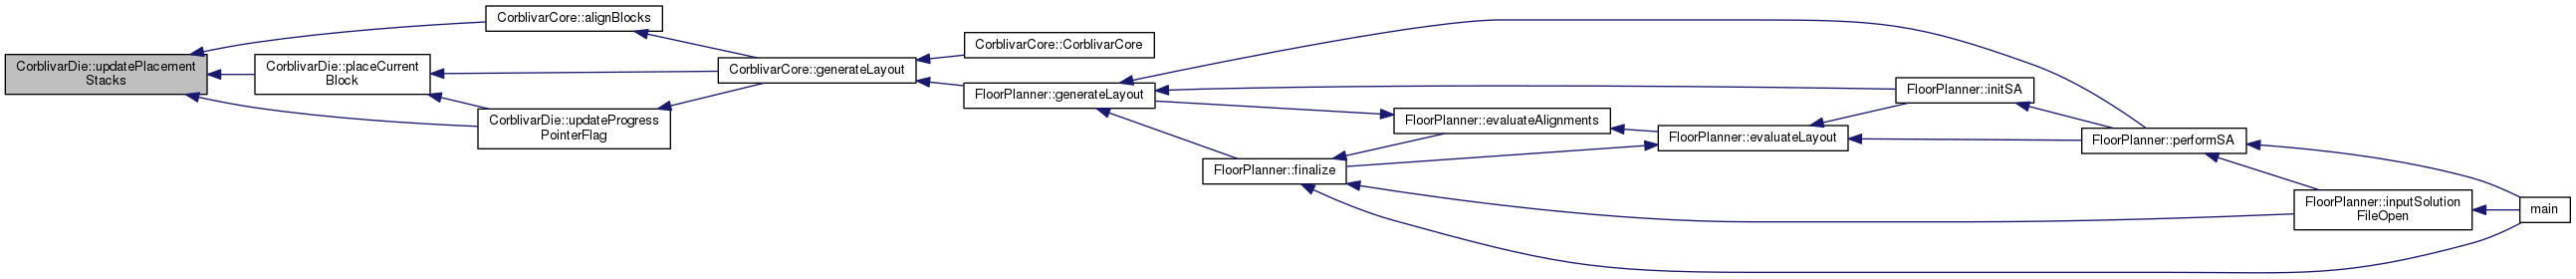 CorblivarDie::updatePlacement
Stacks
CorblivarCore::alignBlocks
CorblivarDie::placeCurrent
Block
CorblivarDie::updateProgress
PointerFlag
CorblivarCore::generateLayout
CorblivarCore::CorblivarCore
FloorPlanner::generateLayout
FloorPlanner::finalize
FloorPlanner::evaluateAlignments
FloorPlanner::evaluateLayout
FloorPlanner::initSA
FloorPlanner::performSA
FloorPlanner::inputSolution
FileOpen
main